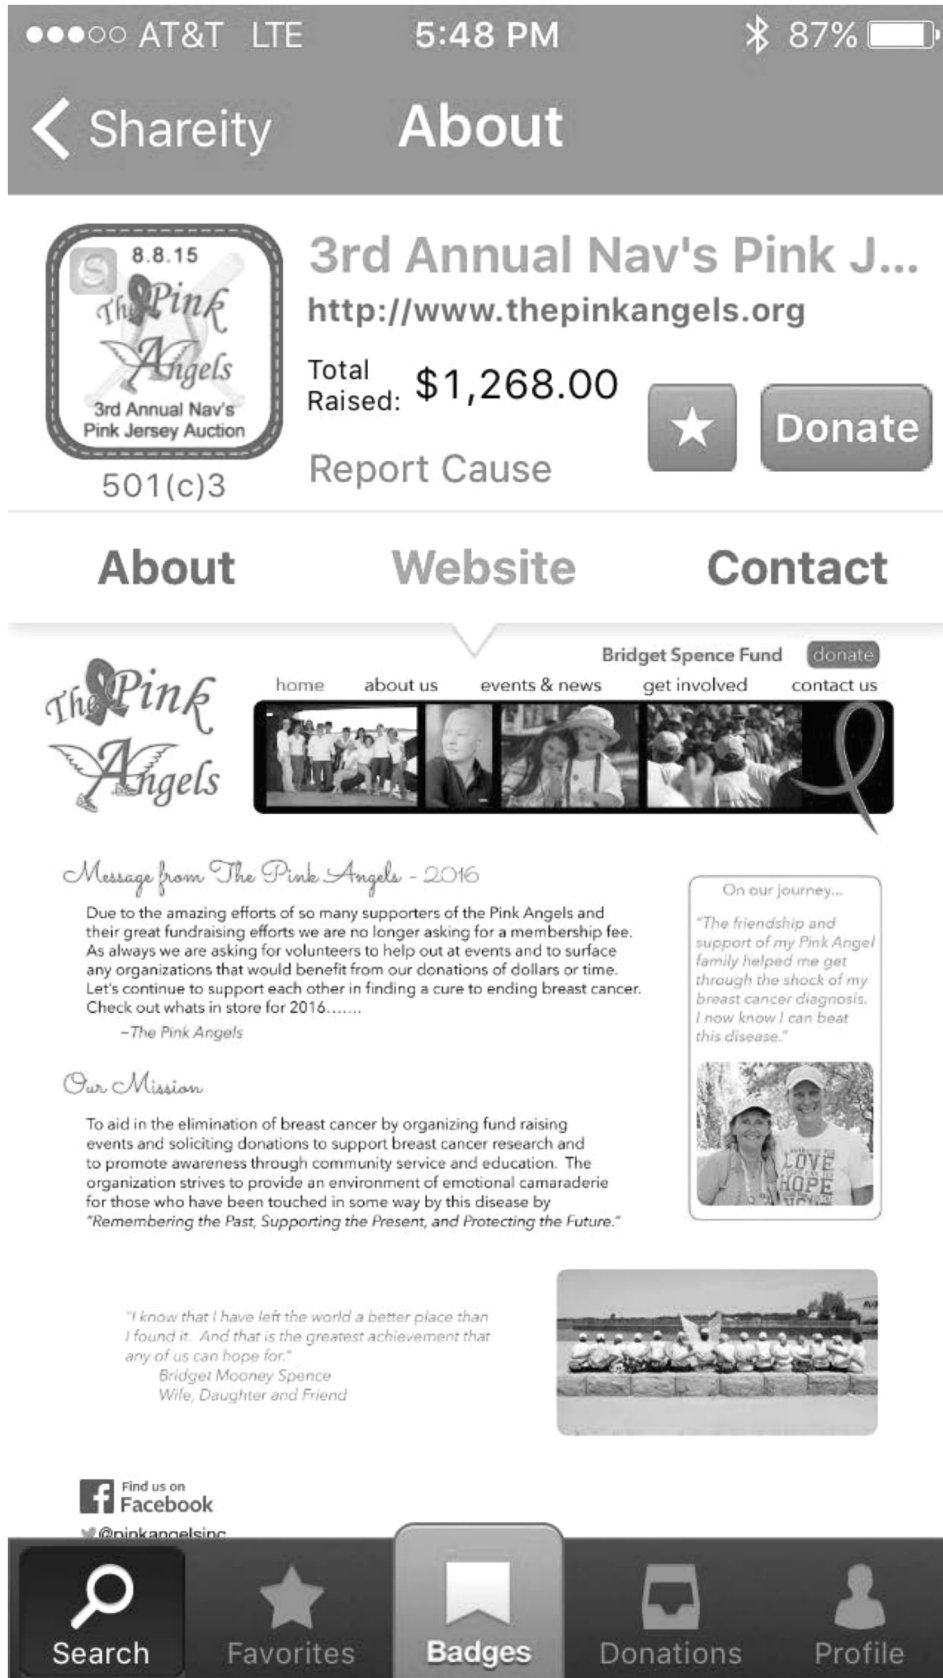 AT&T LTE 5:48 PM 87%
Shareity About
8.8.15
The Pink
Angels
3rd Annual Nav's
Pink Jersey Auction
501(c)3
3rd Annual Nav's Pink J...
http://www.thepinkangels.org
Total
Raised: $1,268.00
Report Cause
Donate
About Website Contact
Bridget Spence Fund donate
The Pink
Angels
home about us events & news get involved contact us
Message from The Pink Angels - 2016
Due to the amazing efforts of so many supporters of the Pink Angels and
their great fundraising efforts we are no longer asking for a membership fee.
As always we are asking for volunteers to help out at events and to surface
any organizations that would benefit from our donations of dollars or time.
Let's continue to support each other in finding a cure to ending breast cancer.
Check out whats in store for 2016.......
~The Pink Angels
On our journey...
"The friendship and
support of my Pink Angel
family helped me get
through the shock of my
breast cancer diagnosis.
I now know I can beat
this disease."
LOVE
HOPE
Our Mission
To aid in the elimination of breast cancer by organizing fund raising
events and soliciting donations to support breast cancer research and
to promote awareness through community service and education. The
organization strives to provide an environment of emotional camaraderie
for those who have been touched in some way by this disease by
"Remembering the Past, Supporting the Present, and Protecting the Future."
"I know that I have left the world a better place than
I found it. And that is the greatest achievement that
any of us can hope for."
Bridget Mooney Spence
Wife, Daughter and Friend
Find us on
Facebook
@pinkangelsinc
Search Favorites Badges Donations Profile